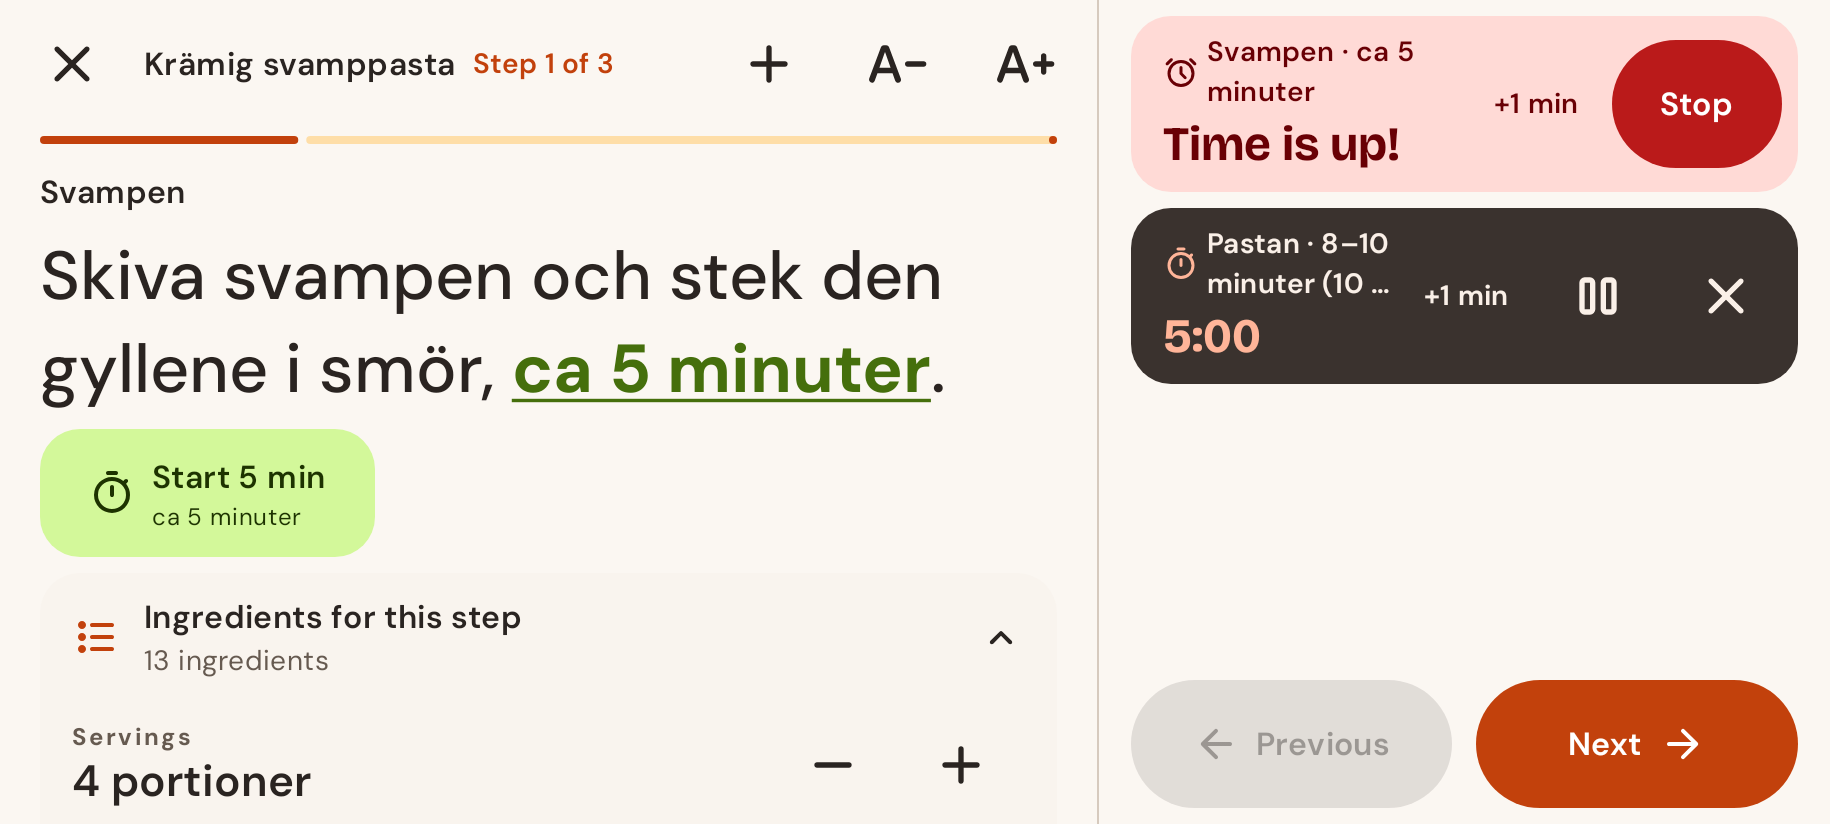 Krämig svamppasta Step 1 of 3
A- A+
Svampen
Skiva svampen och stek den
gyllene i smör, ca 5 minuter.
Start 5 min
ca 5 minuter
Ingredients for this step
13 ingredients
Servings
4 portioner
Svampen · ca 5
minuter
Time is up!
+1 min
Stop
Pastan · 8–10
minuter (10 ...
5:00
+1 min
Previous
Next